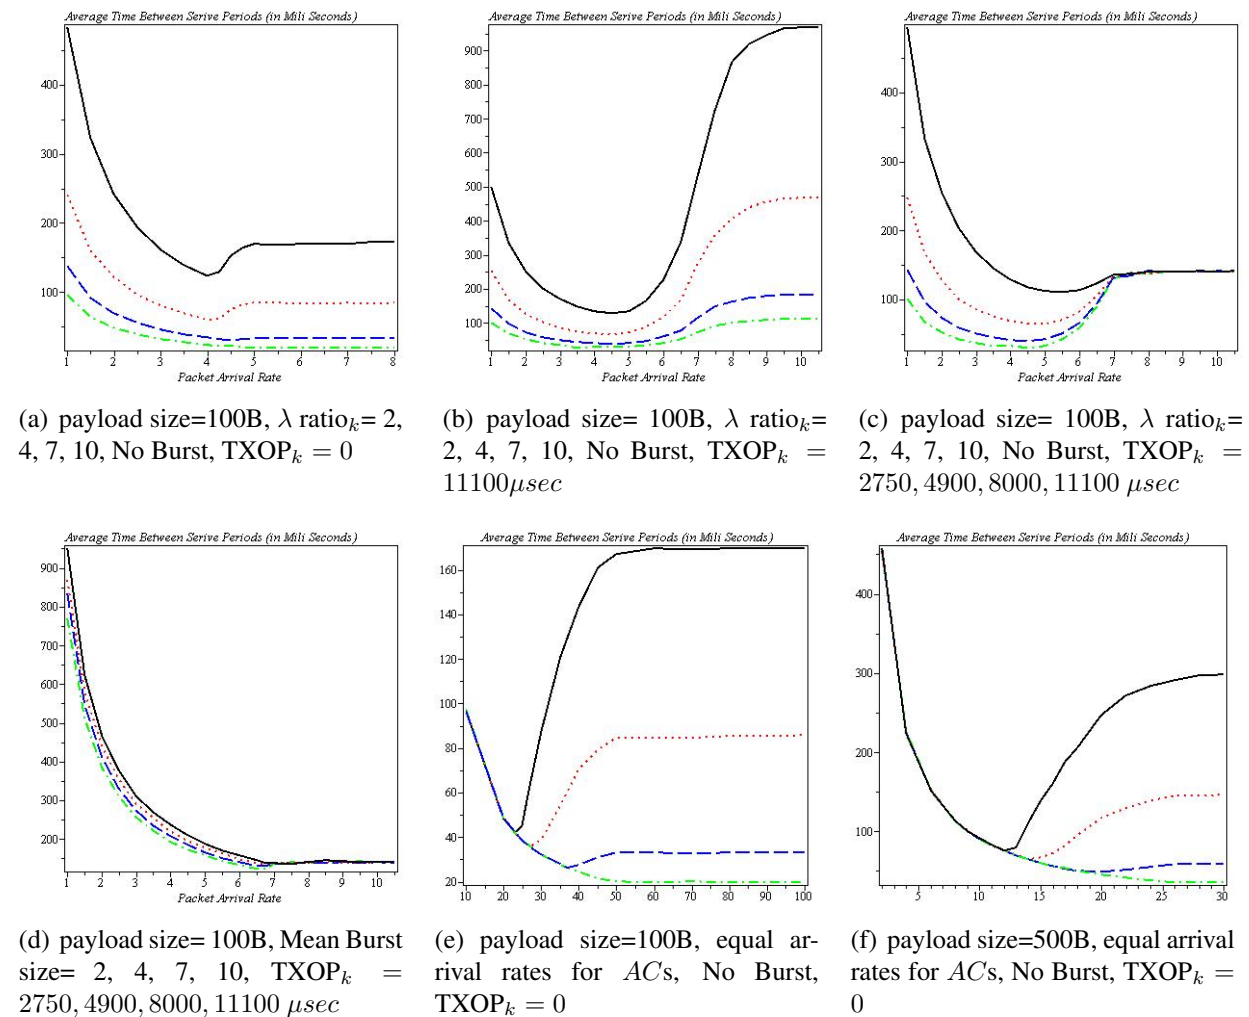 Average Time Between Serive Periods (in Mili Seconds)
400
300
200
100
1 2 3 4 5 6 7 8
Packet Arrival Rate
(a) payload size=100B, λ ratioₖ= 2,
4, 7, 10, No Burst, TXOPₖ = 0
Average Time Between Serive Periods (in Mili Seconds)
900
800
700
600
500
400
300
200
100
1 2 3 4 5 6 7 8 9 10
Packet Arrival Rate
(b) payload size= 100B, λ ratioₖ=
2, 4, 7, 10, No Burst, TXOPₖ =
11100μsec
Average Time Between Serive Periods (in Mili Seconds)
400
300
200
100
1 2 3 4 5 6 7 8 9 10
Packet Arrival Rate
(c) payload size= 100B, λ ratioₖ=
2, 4, 7, 10, No Burst, TXOPₖ =
2750, 4900, 8000, 11100 μsec
Average Time Between Serive Periods (in Mili Seconds)
900
800
700
600
500
400
300
200
1 2 3 4 5 6 7 8 9 10
Packet Arrival Rate
(d) payload size= 100B, Mean Burst
size= 2, 4, 7, 10, TXOPₖ =
2750, 4900, 8000, 11100 μsec
Average Time Between Serive Periods (in Mili Seconds)
160
140
120
100
80
60
40
20
10 20 30 40 50 60 70 80 90 100
(e) payload size=100B, equal ar-
rival rates for ACs, No Burst,
TXOPₖ = 0
Average Time Between Serive Periods (in Mili Seconds)
400
300
200
100
5 10 15 20 25 30
(f) payload size=500B, equal arrival
rates for ACs, No Burst, TXOPₖ =
0